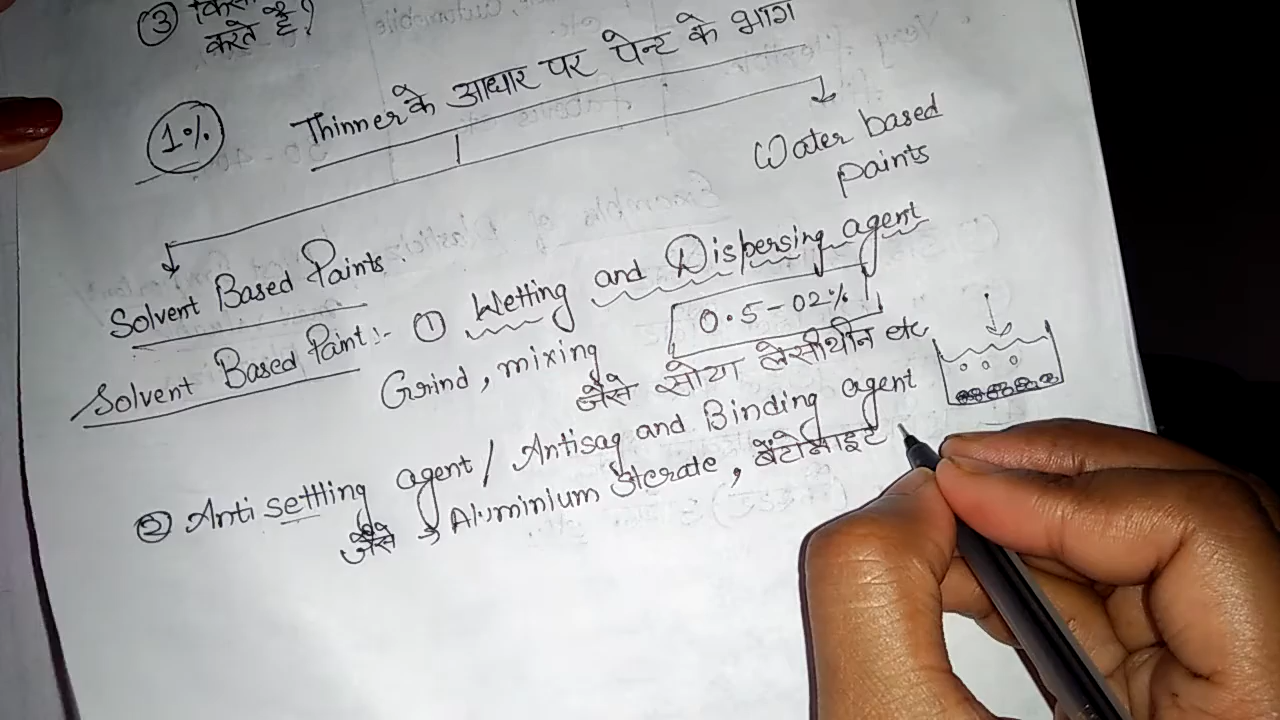 ③ किस
करते है?
1% Thinner के आधार पर पेन्ट के भाग
Water based
paints
Solvent Based Paints
Solvent Based Paint:- ① Wetting and Dispersing agent
0.5 - 02%
Grind, mixing
जैसे सोया लेसीथीन etc
② Anti settling agent / Antisag and Binding agent
जैसे → Aluminium Sterate, बेंटोनाइट